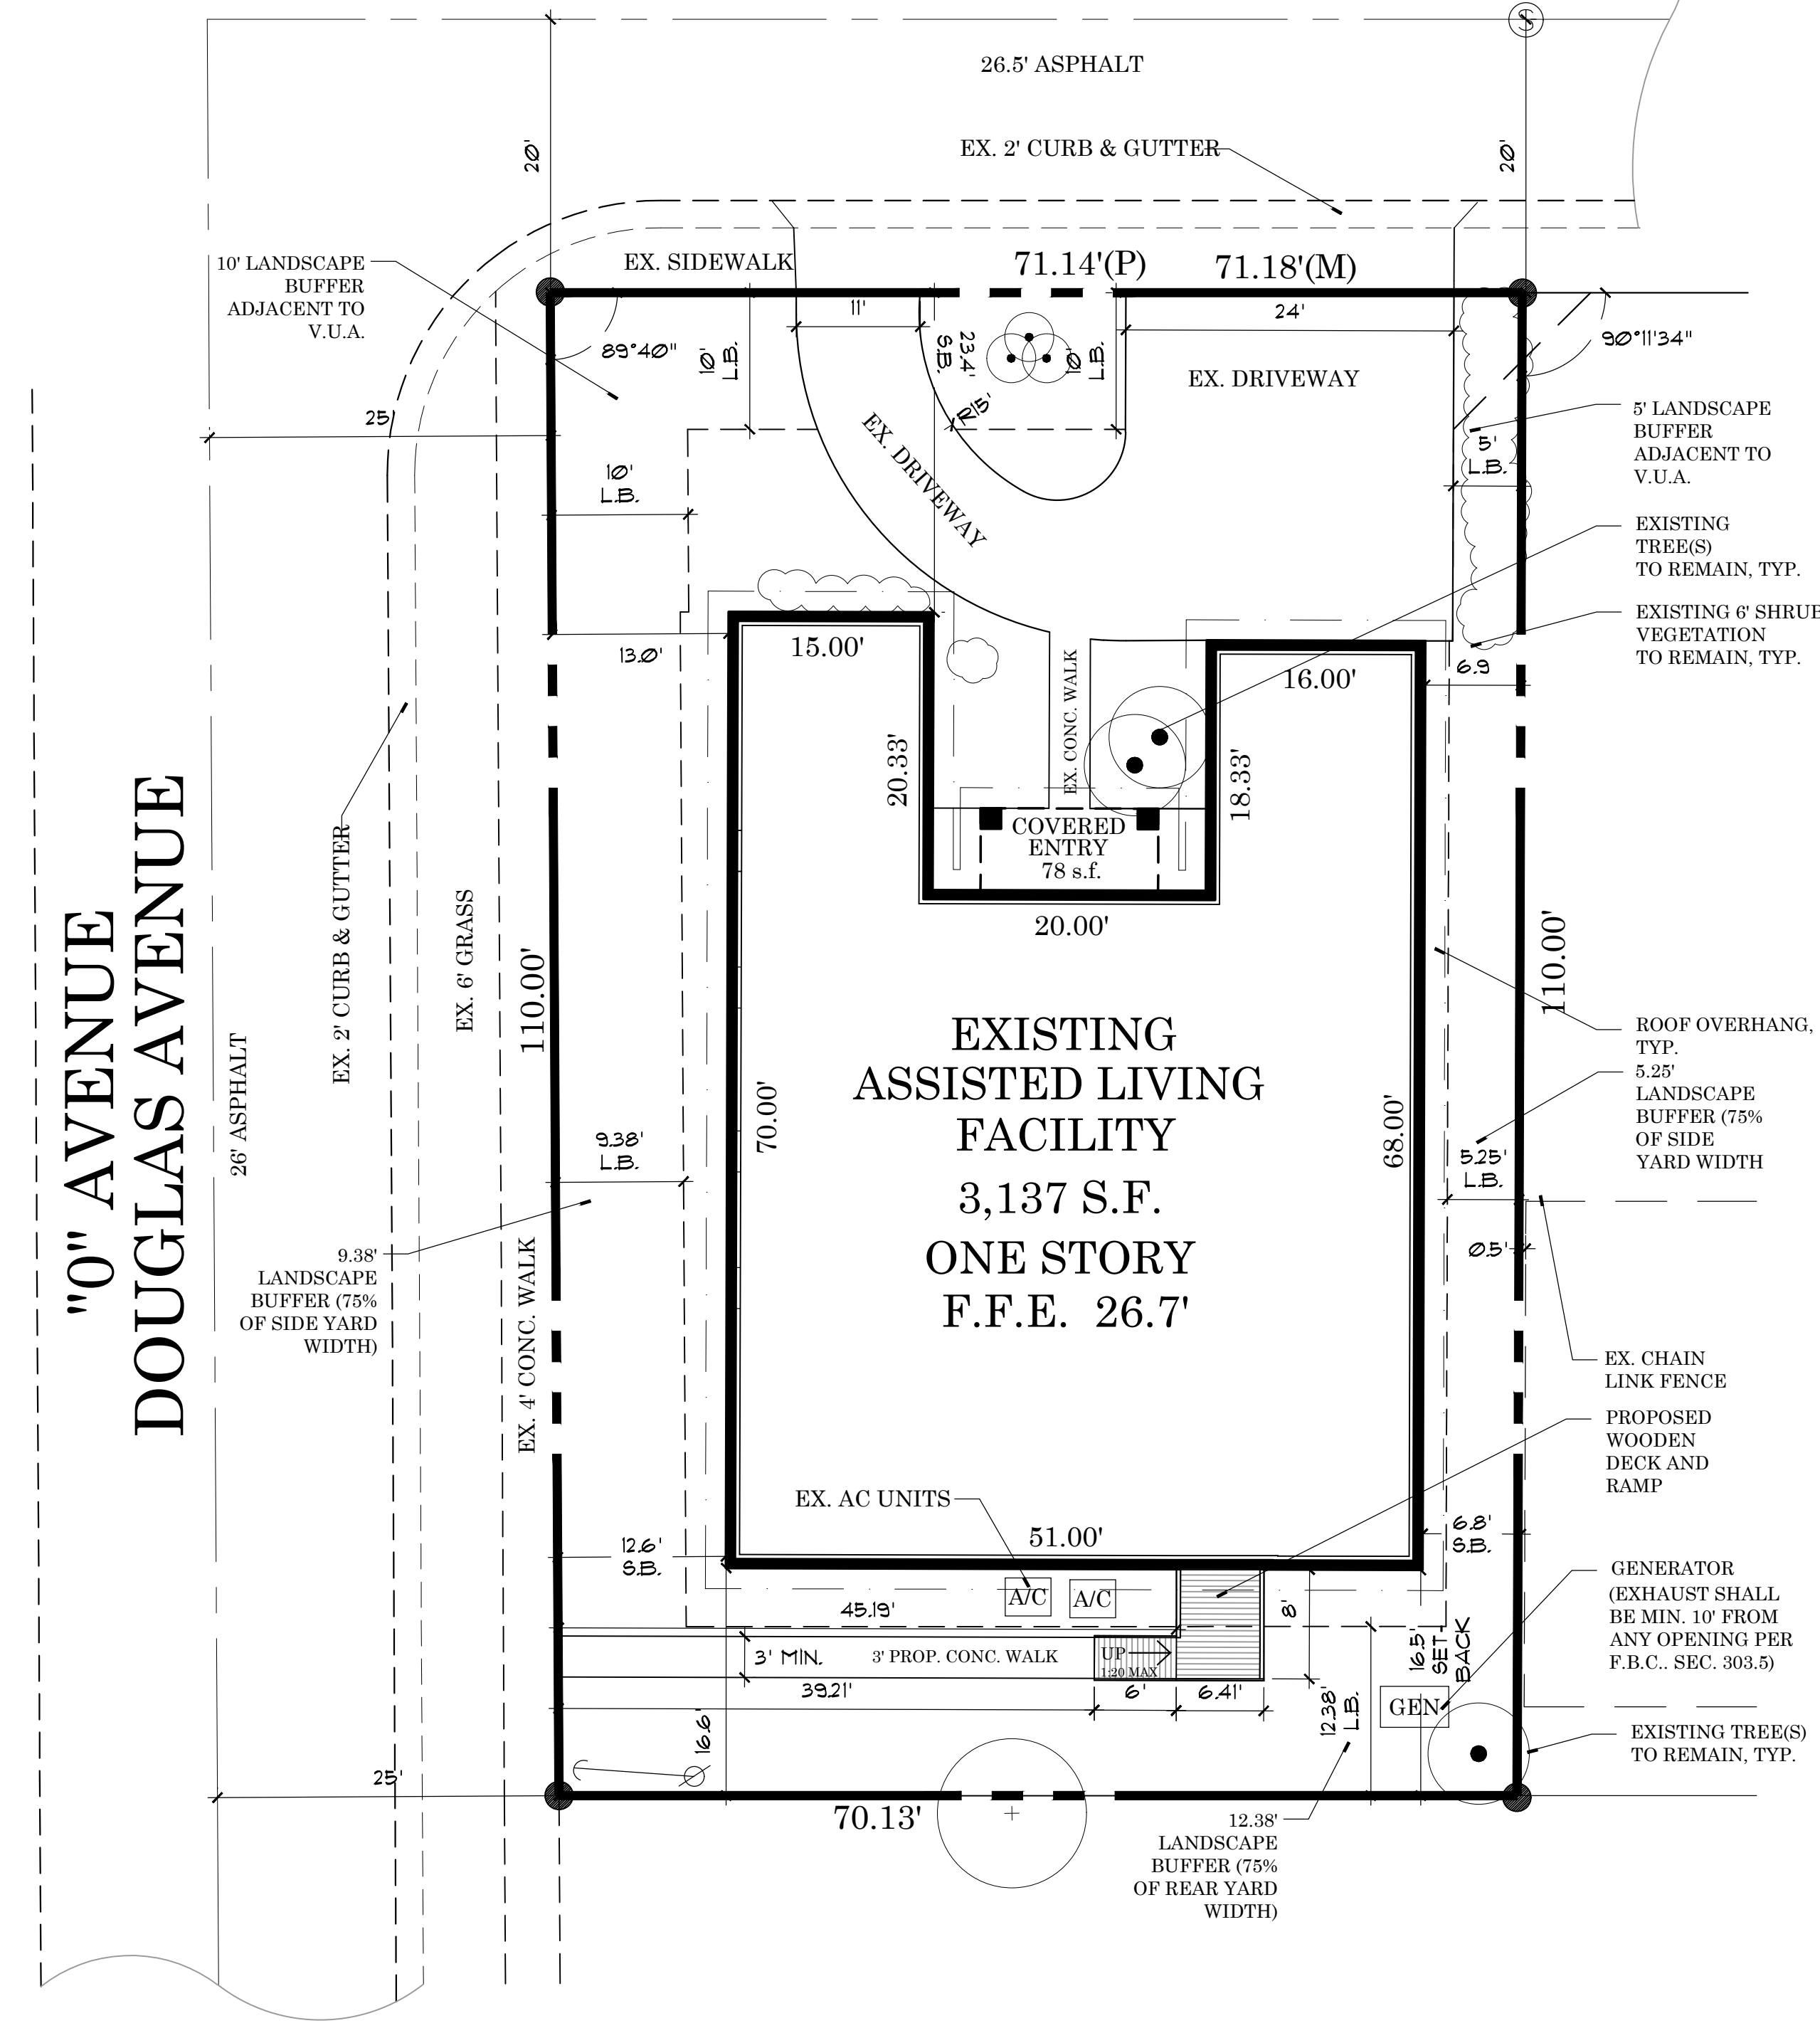 26.5' ASPHALT
20'
20'
EX. 2' CURB & GUTTER
EX. SIDEWALK
71.14'(P)
71.18'(M)
10' LANDSCAPE
BUFFER
ADJACENT TO
V.U.A.
89°40"
11'
10'
L.B.
23.4'
S.B.
10'
L.B.
24'
90°11'34"
EX. DRIVEWAY
EX. DRIVEWAY
5' LANDSCAPE
BUFFER
ADJACENT TO
V.U.A.
25'
10'
L.B.
5'
L.B.
EXISTING
TREE(S)
TO REMAIN, TYP.
EXISTING 6' SHRUB
VEGETATION
TO REMAIN, TYP.
13.0'
15.00'
16.00'
6.9
EX. CONC. WALK
20.33'
18.33'
COVERED
ENTRY
78 s.f.
20.00'
"0" AVENUE
DOUGLAS AVENUE
26' ASPHALT
EX. 2' CURB & GUTTER
EX. 6' GRASS
110.00'
110.00'
EXISTING
ASSISTED LIVING
FACILITY
3,137 S.F.
ONE STORY
F.F.E. 26.7'
70.00'
68.00'
ROOF OVERHANG,
TYP.
5.25'
LANDSCAPE
BUFFER (75%
OF SIDE
YARD WIDTH
9.38'
L.B.
5.25'
L.B.
0.5'
9.38'
LANDSCAPE
BUFFER (75%
OF SIDE YARD
WIDTH)
EX. 4' CONC. WALK
EX. CHAIN
LINK FENCE
PROPOSED
WOODEN
DECK AND
RAMP
EX. AC UNITS
51.00'
12.6'
S.B.
6.8'
S.B.
A/C
A/C
45.19'
8'
GENERATOR
(EXHAUST SHALL
BE MIN. 10' FROM
ANY OPENING PER
F.B.C.. SEC. 303.5)
3' MIN.
3' PROP. CONC. WALK
UP
1:20 MAX
16.5'
SET-
BACK
39.21'
6'
6.41'
12.38'
L.B.
GEN
16.6'
EXISTING TREE(S)
TO REMAIN, TYP.
25'
70.13'
12.38'
LANDSCAPE
BUFFER (75%
OF REAR YARD
WIDTH)